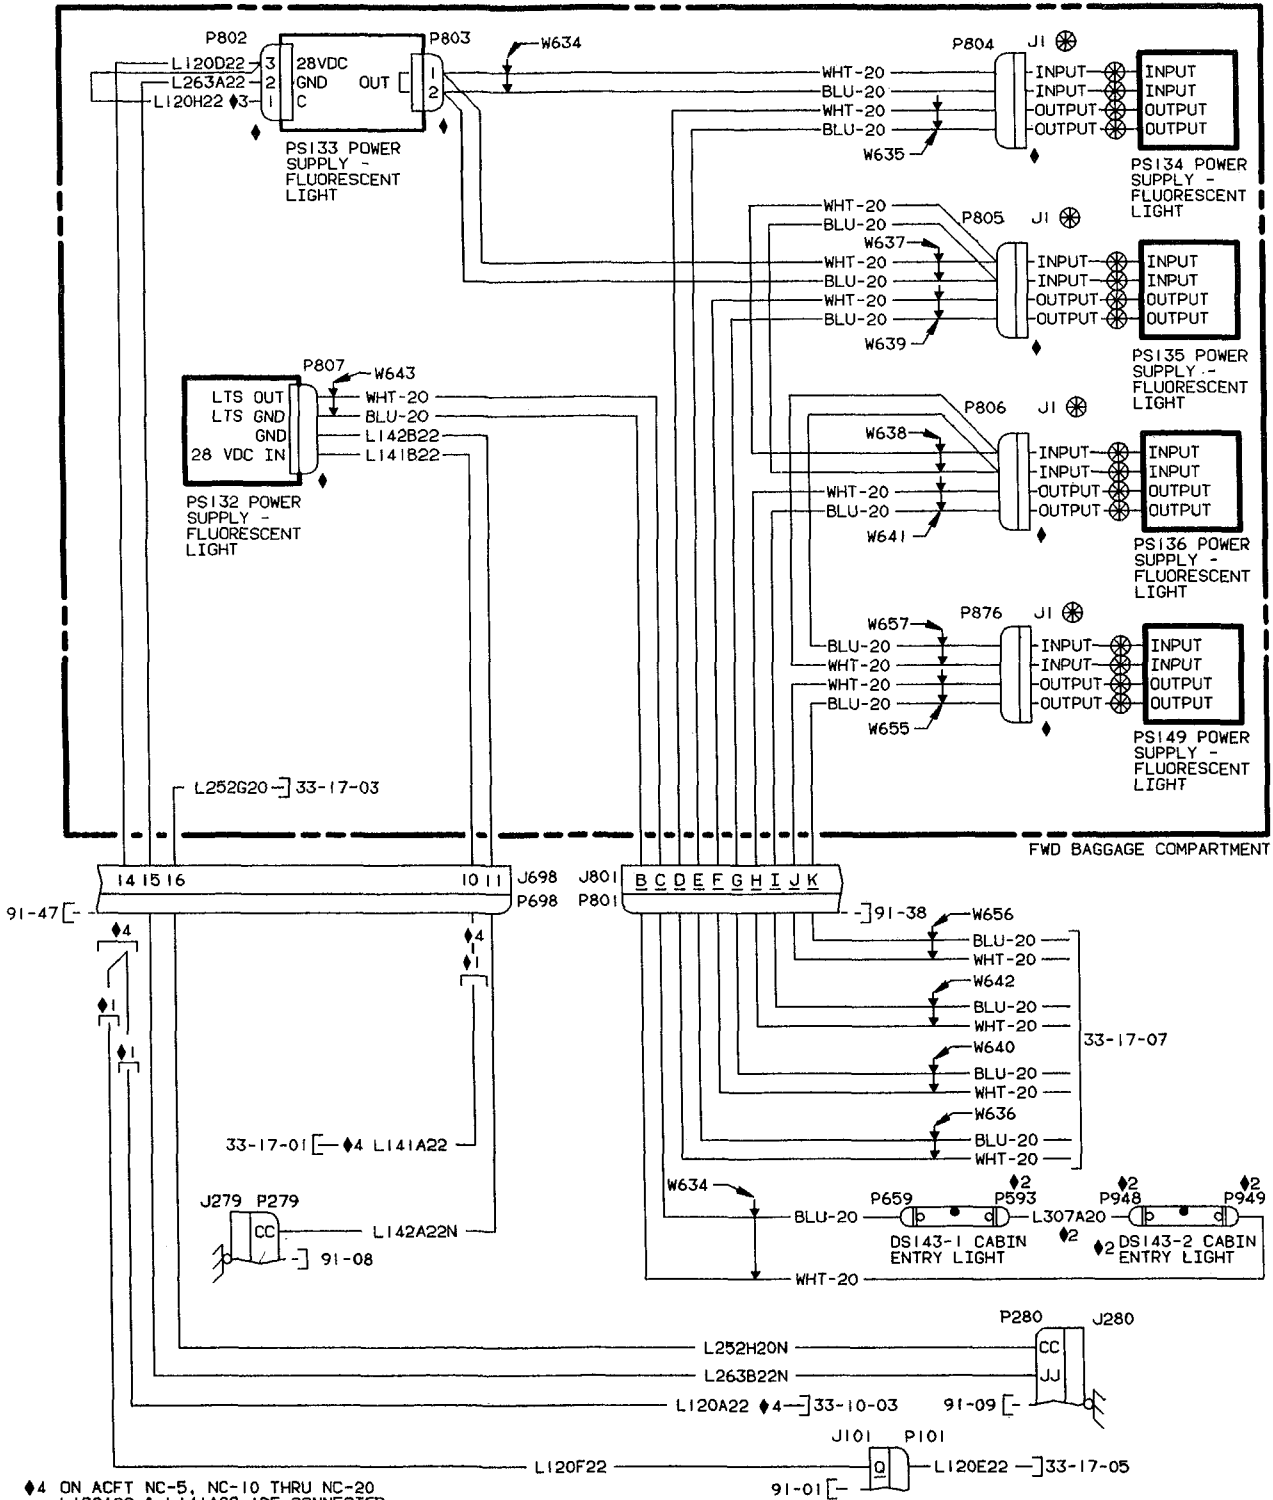 P802
P803
W634
P804
J1
L120D22
3
28VDC
L263A22
2
GND
L120H22 ♦3
1
C
OUT
1
2
♦
♦
PS133 POWER
SUPPLY -
FLUORESCENT
LIGHT
WHT-20
BLU-20
WHT-20
BLU-20
W635
INPUT
INPUT
OUTPUT
OUTPUT
♦
INPUT
INPUT
OUTPUT
OUTPUT
PS134 POWER
SUPPLY -
FLUORESCENT
LIGHT
WHT-20
BLU-20
W637
P805
J1
WHT-20
BLU-20
WHT-20
BLU-20
W639
INPUT
INPUT
OUTPUT
OUTPUT
♦
INPUT
INPUT
OUTPUT
OUTPUT
PS135 POWER
SUPPLY -
FLUORESCENT
LIGHT
P807
W643
LTS OUT
LTS GND
GND
28 VDC IN
WHT-20
BLU-20
L142B22
L141B22
♦
PS132 POWER
SUPPLY -
FLUORESCENT
LIGHT
P806
J1
W638
WHT-20
BLU-20
W641
INPUT
INPUT
OUTPUT
OUTPUT
♦
INPUT
INPUT
OUTPUT
OUTPUT
PS136 POWER
SUPPLY -
FLUORESCENT
LIGHT
P876
J1
W657
BLU-20
WHT-20
WHT-20
BLU-20
W655
INPUT
INPUT
OUTPUT
OUTPUT
♦
INPUT
INPUT
OUTPUT
OUTPUT
PS149 POWER
SUPPLY -
FLUORESCENT
LIGHT
L252G20
33-17-03
FWD BAGGAGE COMPARTMENT
14 15 16
10 11
J698
P698
J801
P801
B C D E F G H I J K
91-47
91-38
♦4
♦4
♦1
♦1
♦1
W656
BLU-20
WHT-20
W642
BLU-20
WHT-20
33-17-07
W640
BLU-20
WHT-20
W636
BLU-20
WHT-20
33-17-01
♦4 L141A22
J279 P279
CC
L142A22N
91-08
W634
BLU-20
P659
♦2
P593
L307A20
♦2
♦2
P948
♦2
P949
DS143-1 CABIN
ENTRY LIGHT
♦2 DS143-2 CABIN
ENTRY LIGHT
WHT-20
P280
J280
L252H20N
CC
L263B22N
JJ
L120A22 ♦4
33-10-03
91-09
J101
P101
L120F22
Q
L120E22
33-17-05
91-01
♦4 ON ACFT NC-5, NC-10 THRU NC-20